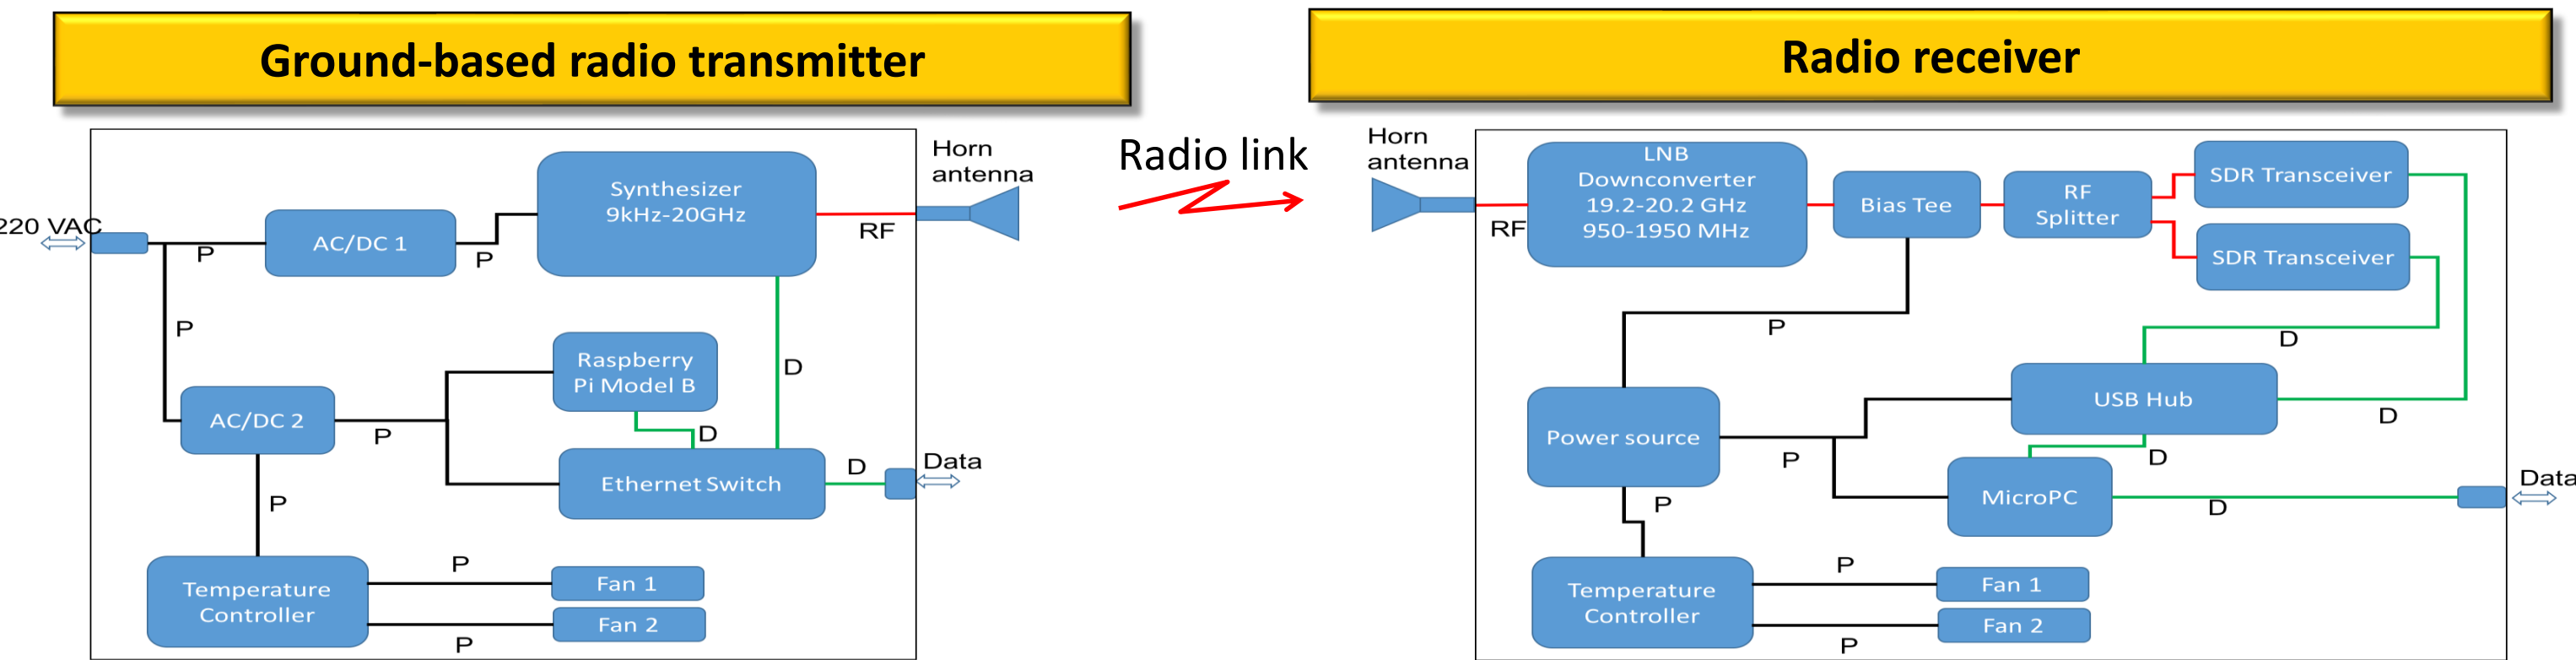 Ground-based radio transmitter
Radio receiver
220 VAC
P
AC/DC 1
P
Synthesizer
9kHz-20GHz
RF
Horn
antenna
P
AC/DC 2
P
Raspberry
Pi Model B
D
D
Ethernet Switch
D
Data
P
Temperature
Controller
P
Fan 1
Fan 2
P
Radio link
Horn
antenna
RF
LNB
Downconverter
19.2-20.2 GHz
950-1950 MHz
Bias Tee
RF
Splitter
SDR Transceiver
SDR Transceiver
P
D
USB Hub
D
Power source
P
D
MicroPC
D
Data
P
Temperature
Controller
P
Fan 1
Fan 2
P